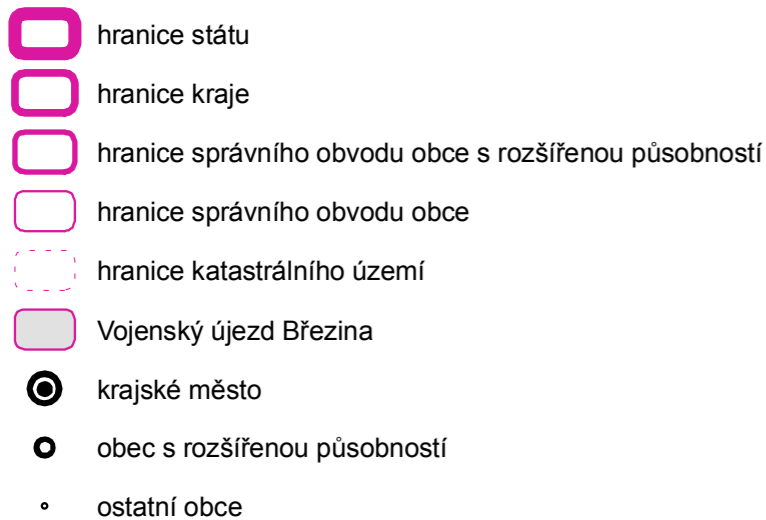 hranice státu
hranice kraje
hranice správního obvodu obce s rozšířenou působností
hranice správního obvodu obce
hranice katastrálního území
Vojenský újezd Březina
krajské město
obec s rozšířenou působností
ostatní obce